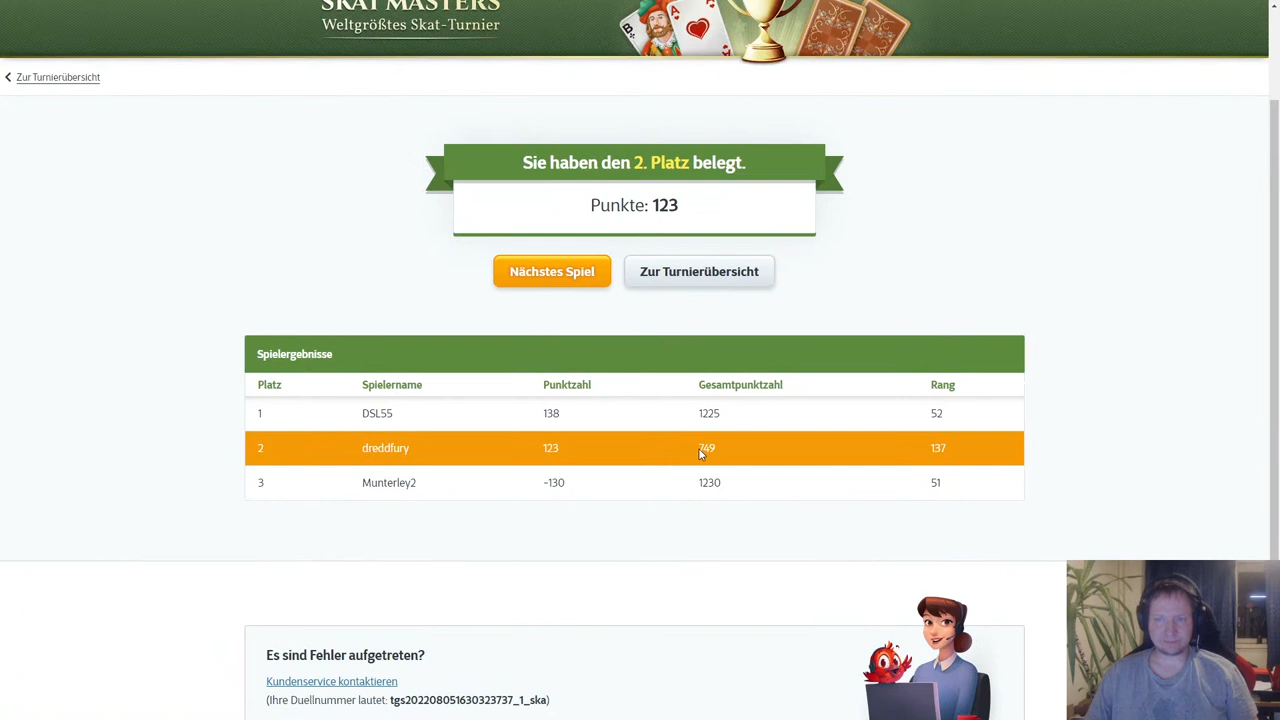 SKAT MASTERS
Weltgrößtes Skat-Turnier
B
A
Zur Turnierübersicht
Sie haben den 2. Platz belegt.
Punkte: 123
Nächstes Spiel
Zur Turnierübersicht
Spielergebnisse
Platz Spielername Punktzahl Gesamtpunktzahl Rang
1 DSL55 138 1225 52
2 dreddfury 123 749 137
3 Munterley2 -130 1230 51
Es sind Fehler aufgetreten?
Kundenservice kontaktieren
(Ihre Duellnummer lautet: tgs202208051630323737_1_ska)